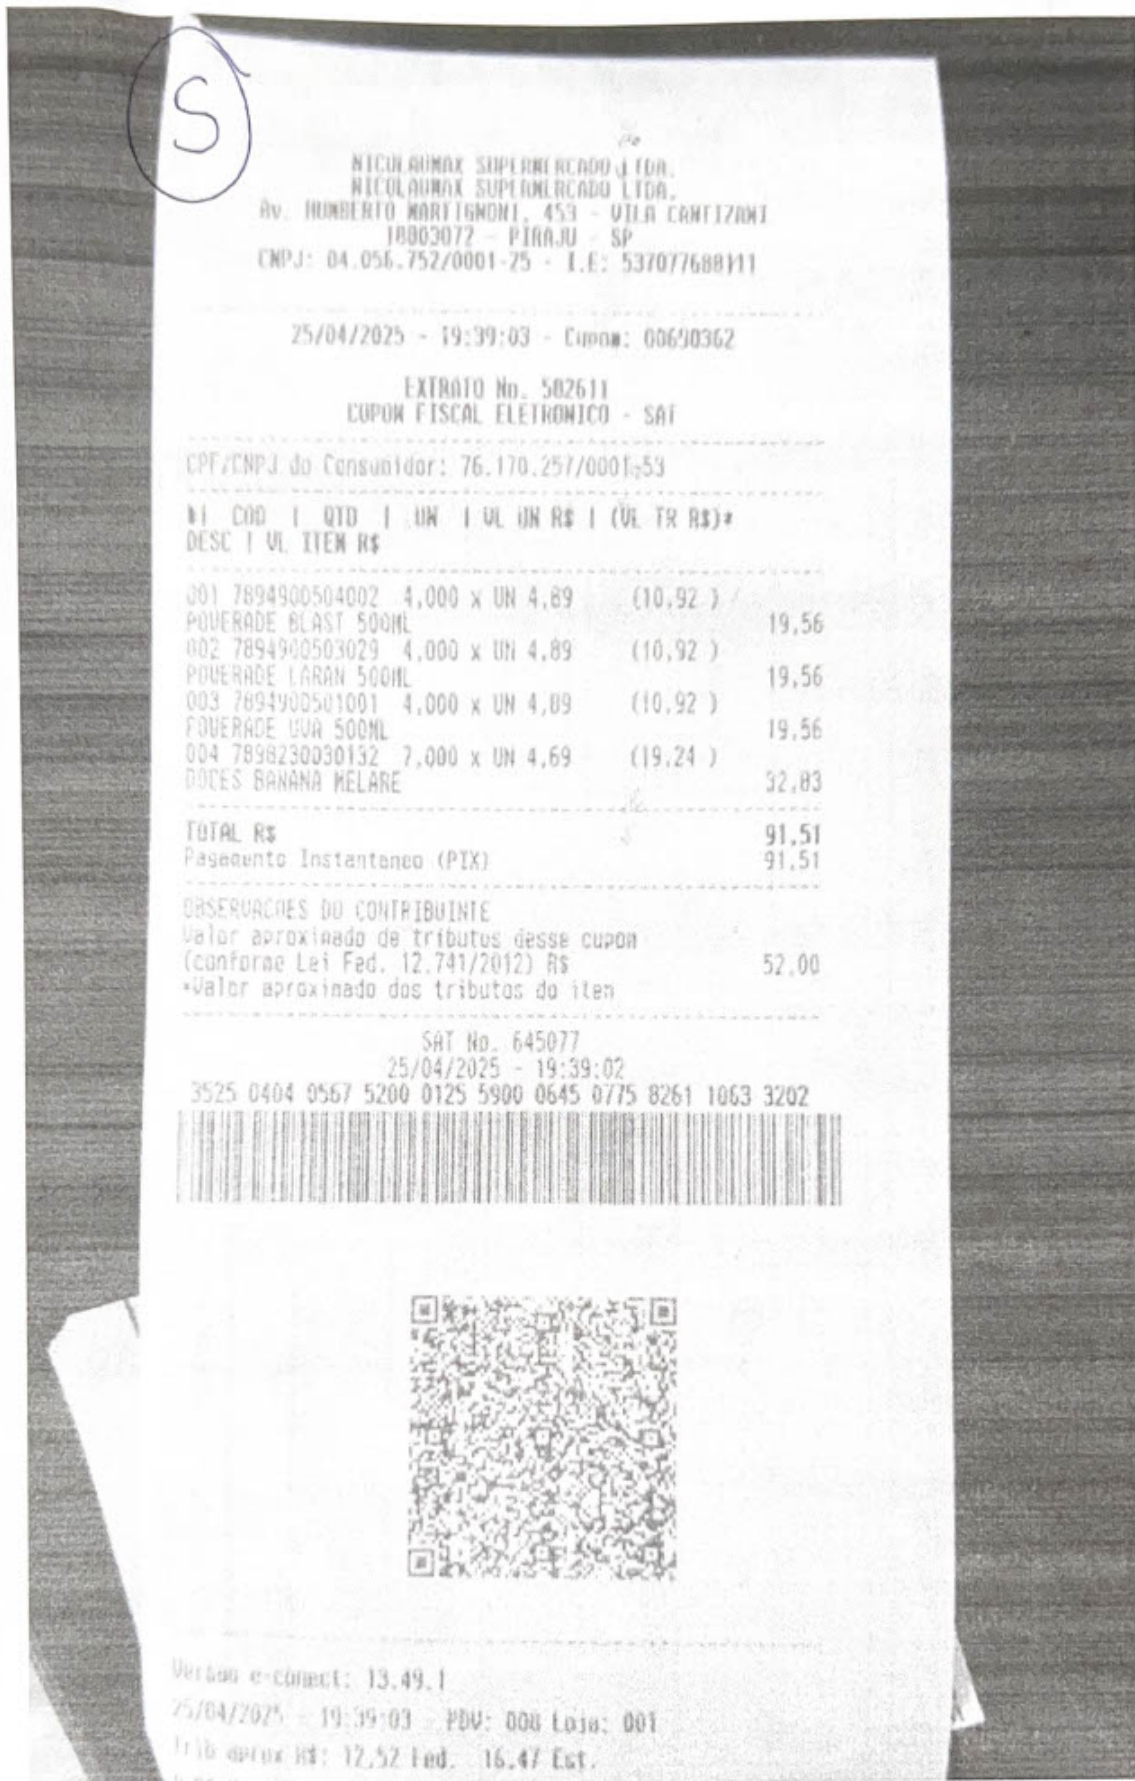 S
NICOLAUMAX SUPERMERCADO LTDA.
NICOLAUMAX SUPERMERCADO LTDA.
Av. HUMBERTO MARTIGNONI, 453 - VILA CANTIZANI
18803072 - PIRAJU - SP
CNPJ: 04.056.752/0001-25 - I.E: 537077688111
25/04/2025 - 19:39:03 - Cupom: 00690362
EXTRATO No. 582611
CUPOM FISCAL ELETRONICO - SAT
CPF/CNPJ do Consumidor: 76.170.257/0001-53
#| COD | QTD | UN | VL UN R$ | (VL TR R$)*
DESC | VL ITEM R$
001 7894900504002 4,000 x UN 4,89 (10,92 )
POWERADE BLAST 500ML 19,56
002 7894900503029 4,000 x UN 4,89 (10,92 )
POWERADE LARAN 500ML 19,56
003 7894900501001 4,000 x UN 4,89 (10,92 )
POWERADE UVA 500ML 19,56
004 7898230030132 7,000 x UN 4,69 (19,24 )
DOCES BANANA MELARE 32,83
TOTAL R$ 91,51
Pagamento Instantaneo (PIX) 91,51
OBSERVACOES DO CONTRIBUINTE
Valor aproximado de tributos desse cupom
(conforme Lei Fed. 12.741/2012) R$ 52,00
*Valor aproximado dos tributos do item
SAT No. 645077
25/04/2025 - 19:39:02
3525 0404 0567 5200 0125 5900 0645 0775 8261 1063 3202
Versao e-conect: 13.49.1
25/04/2025 - 19:39:03 - PDV: 008 Loja: 001
Trib aprox R$: 12,52 Fed. 16,47 Est.